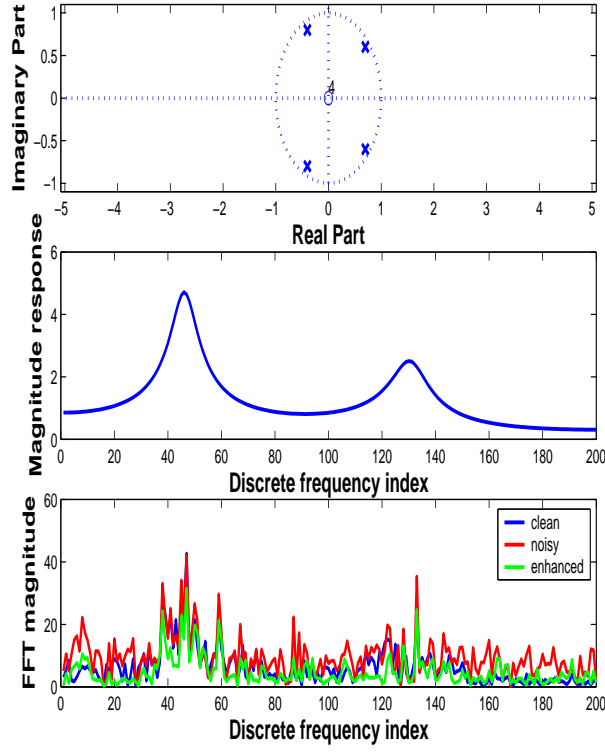 Imaginary Part
1
0.5
0
−0.5
−1
4
−5 −4 −3 −2 −1 0 1 2 3 4 5
Real Part
Magnitude response
6
4
2
0
0 20 40 60 80 100 120 140 160 180 200
Discrete frequency index
FFT magnitude
60
40
20
0
clean
noisy
enhanced
0 20 40 60 80 100 120 140 160 180 200
Discrete frequency index